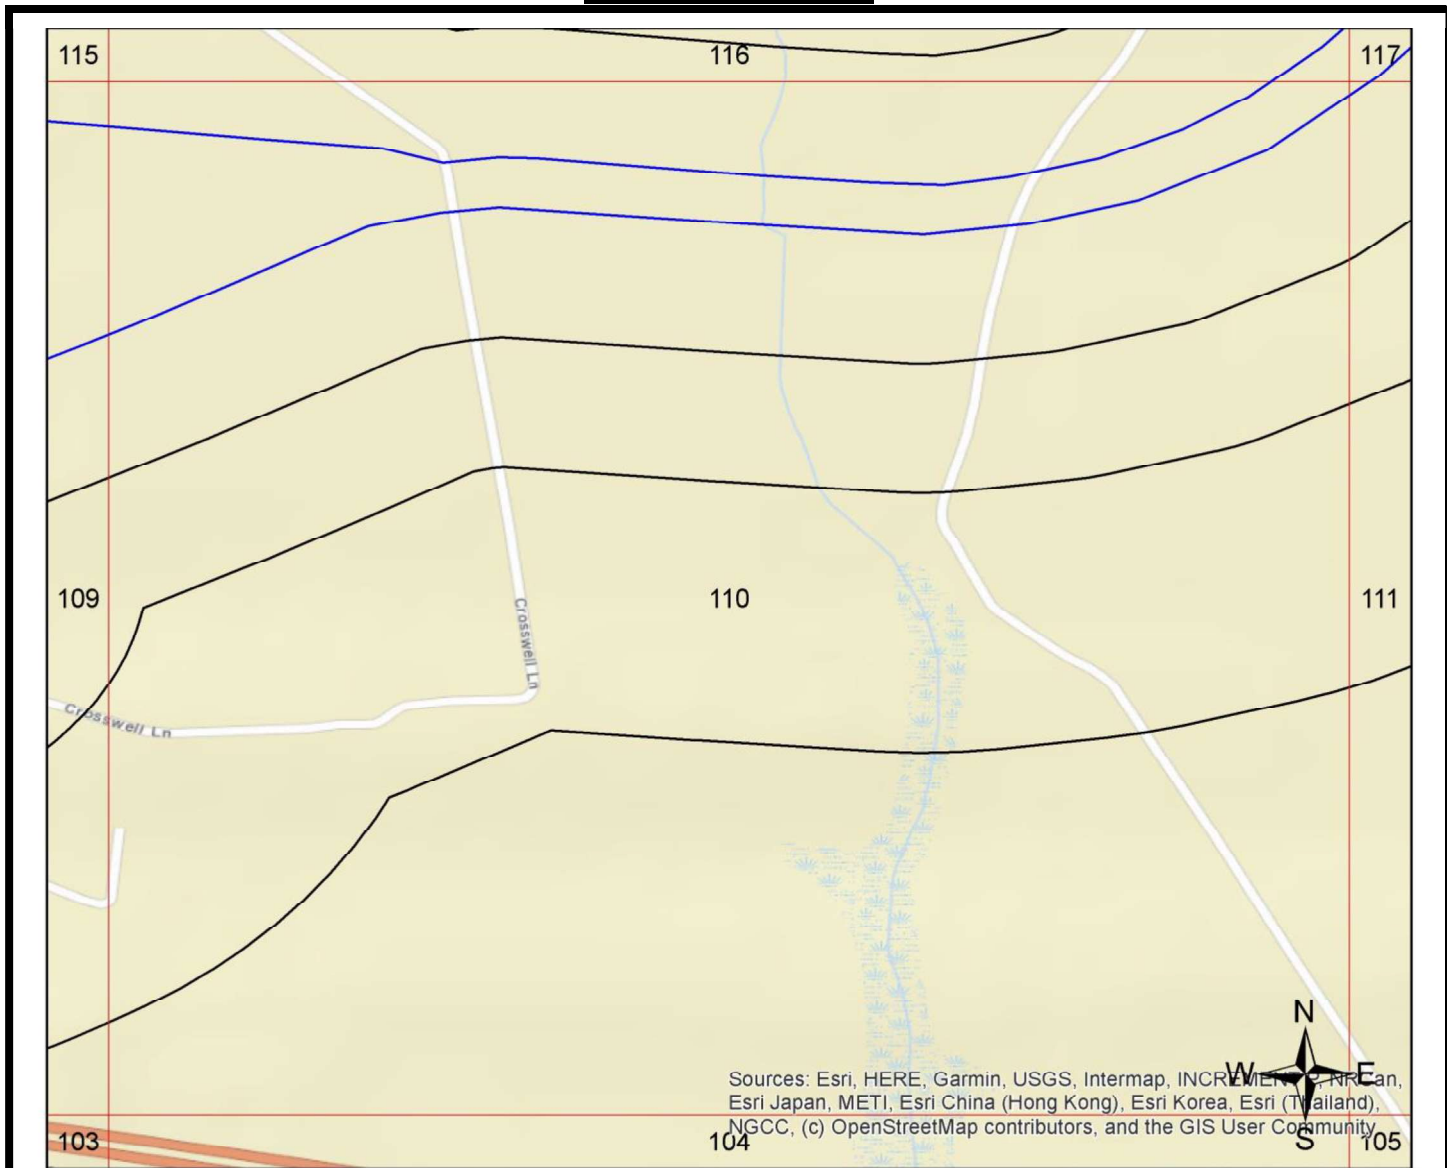 115
116
117
109
110
111
Crosswell Ln
Crosswell Ln
N
W
E
S
Sources: Esri, HERE, Garmin, USGS, Intermap, INCREMENT P, NRCan,
Esri Japan, METI, Esri China (Hong Kong), Esri Korea, Esri (Thailand),
NGCC, (c) OpenStreetMap contributors, and the GIS User Community
103
104
105